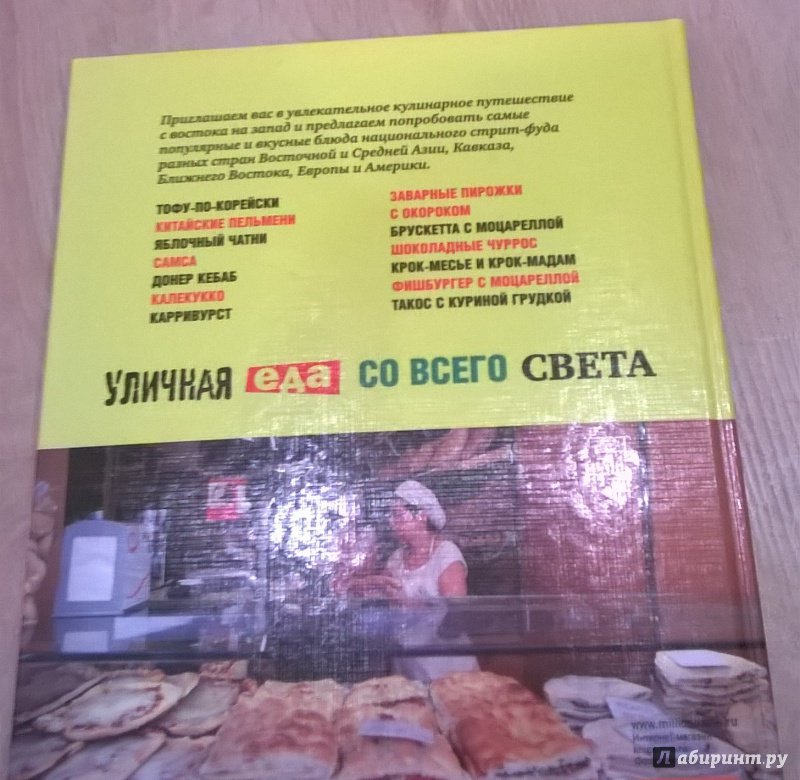 Приглашаем вас в увлекательное кулинарное путешествие
с востока на запад и предлагаем попробовать самые
популярные и вкусные блюда национального стрит-фуда
разных стран Восточной и Средней Азии, Кавказа,
Ближнего Востока, Европы и Америки.
ТОФУ-ПО-КОРЕЙСКИ
КИТАЙСКИЕ ПЕЛЬМЕНИ
ЯБЛОЧНЫЙ ЧАТНИ
САМСА
ДОНЕР КЕБАБ
КАЛЕКУККО
КАРРИВУРСТ
ЗАВАРНЫЕ ПИРОЖКИ
С ОКОРОКОМ
БРУСКЕТТА С МОЦАРЕЛЛОЙ
ШОКОЛАДНЫЕ ЧУРРОС
КРОК-МЕСЬЕ И КРОК-МАДАМ
ФИШБУРГЕР С МОЦАРЕЛЛОЙ
ТАКОС С КУРИНОЙ ГРУДКОЙ
УЛИЧНАЯ еда СО ВСЕГО СВЕТА
Интернет-магазин
Лабиринт.ру